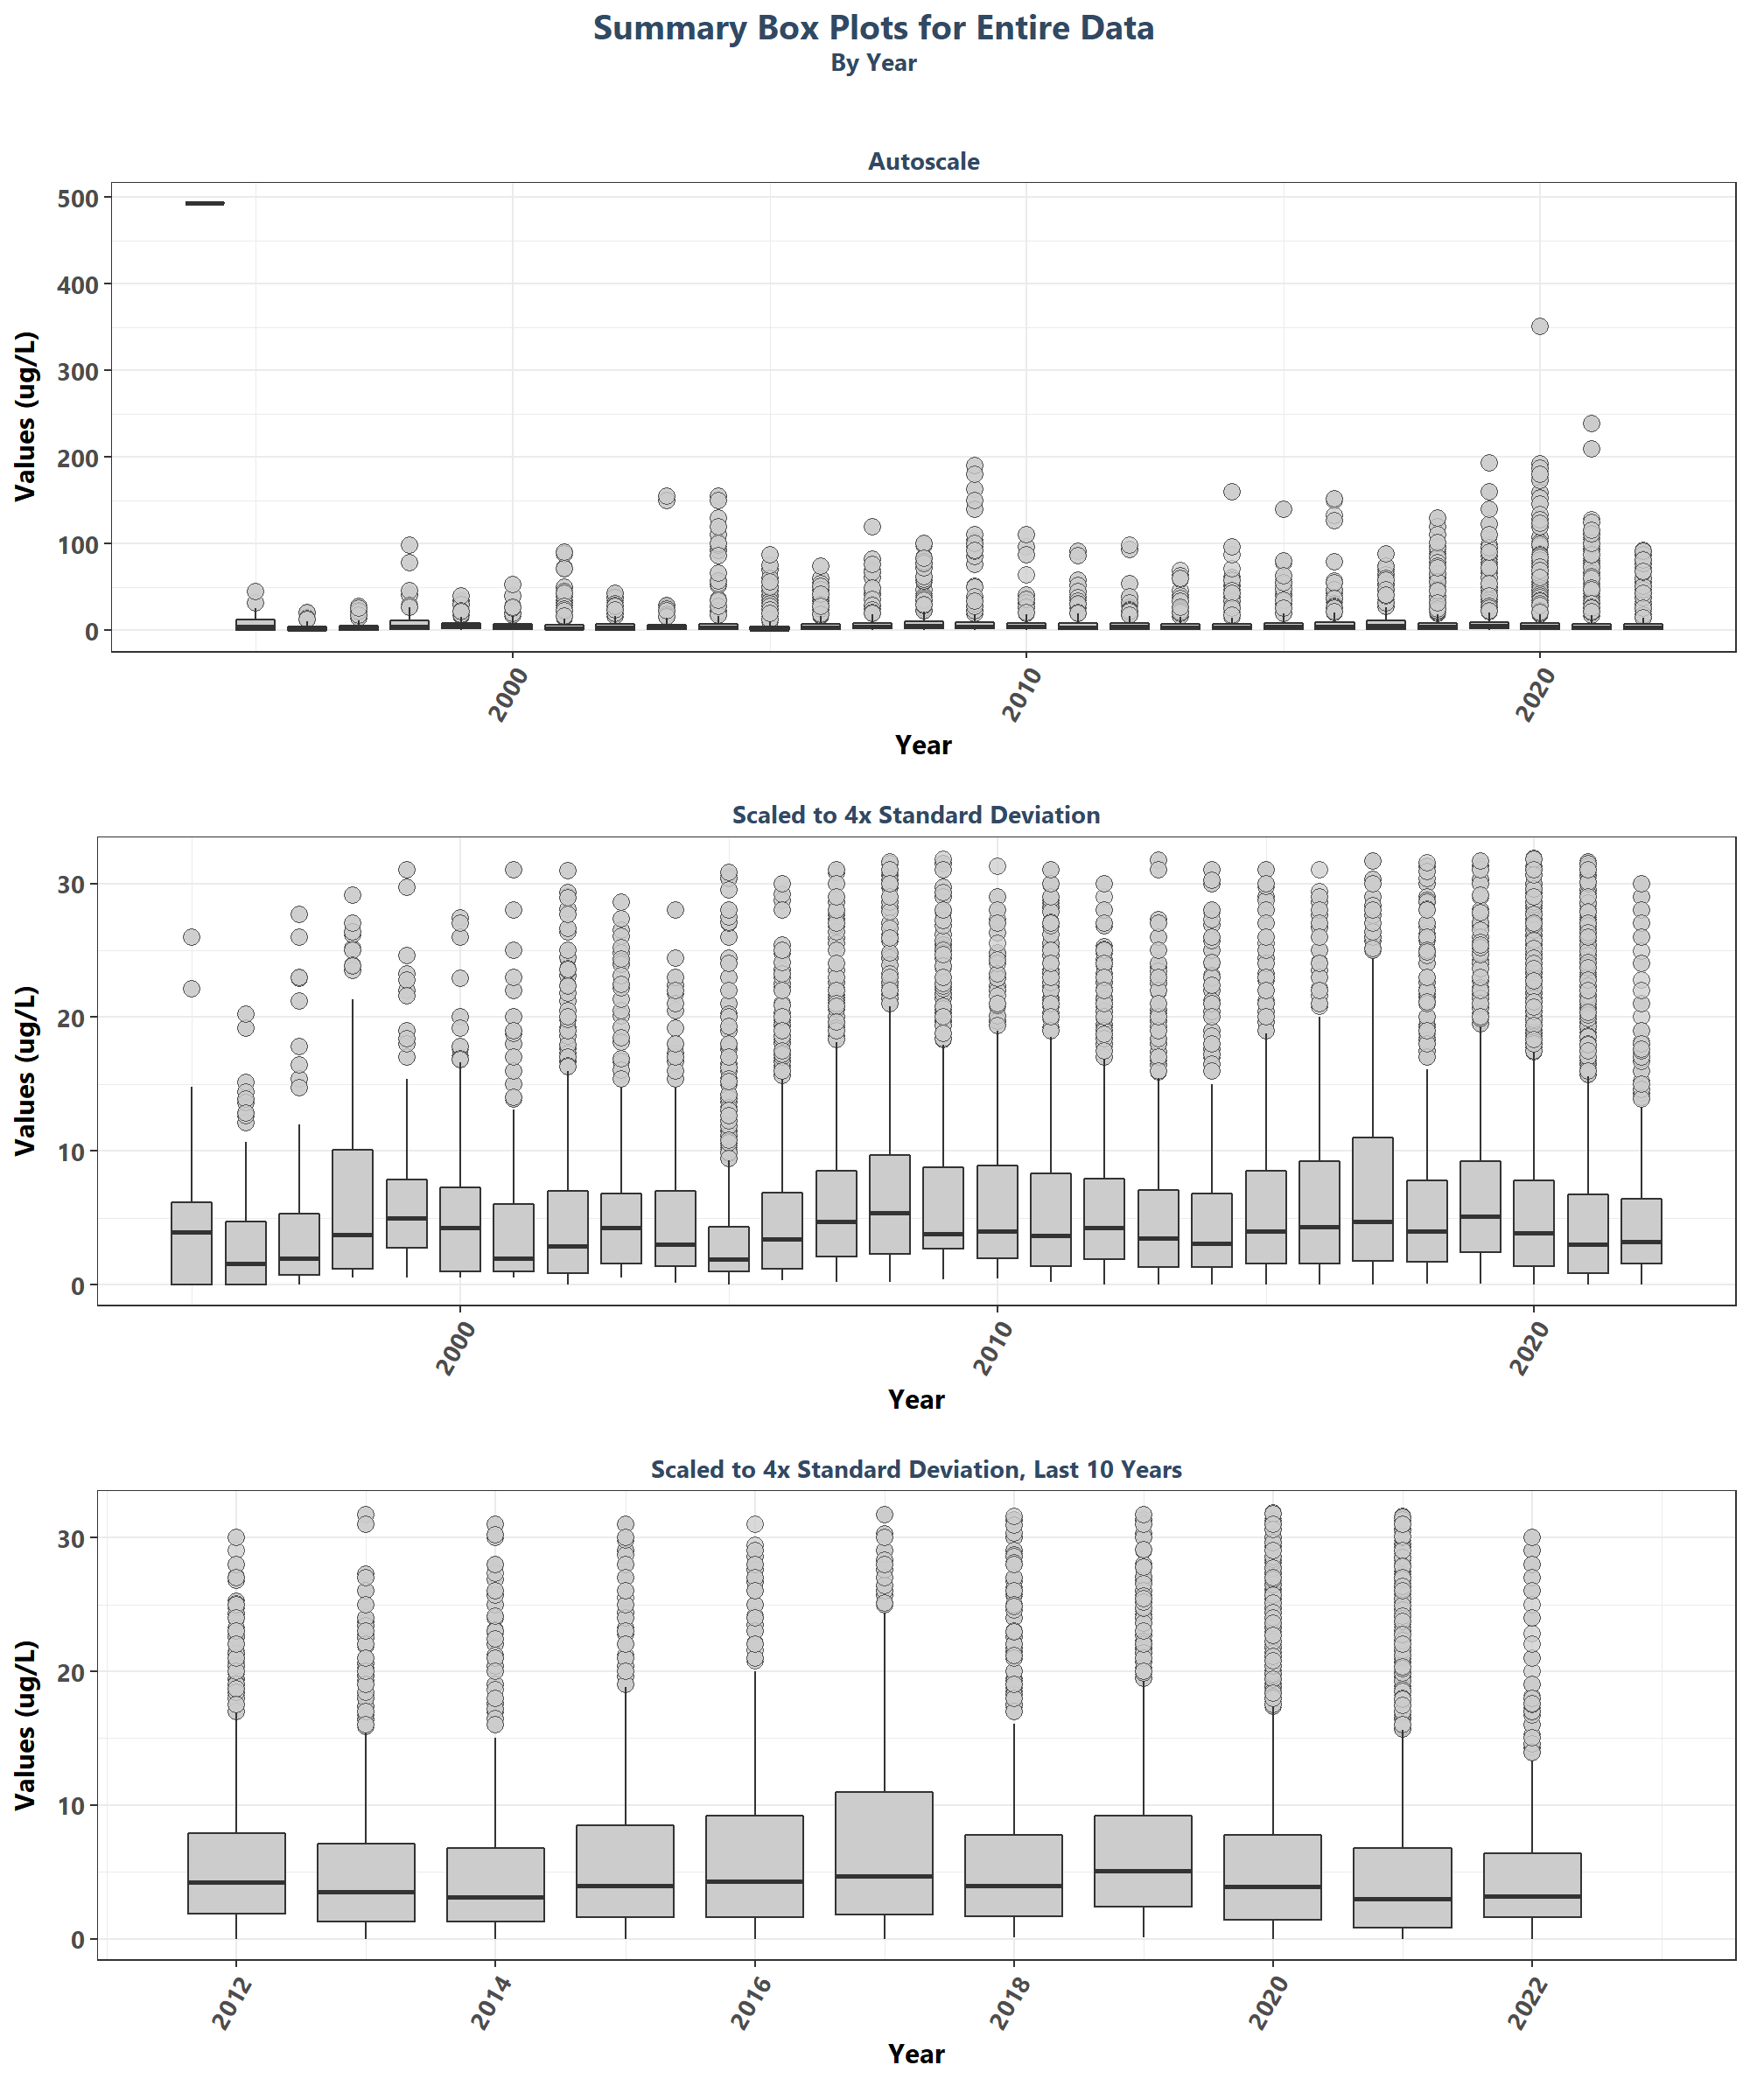 Summary Box Plots for Entire Data
By Year
Autoscale
Values (ug/L)
500
400
300
200
100
0
2000
2010
2020
Year
Scaled to 4x Standard Deviation
Values (ug/L)
30
20
10
0
2000
2010
2020
Year
Scaled to 4x Standard Deviation, Last 10 Years
Values (ug/L)
30
20
10
0
2012
2014
2016
2018
2020
2022
Year